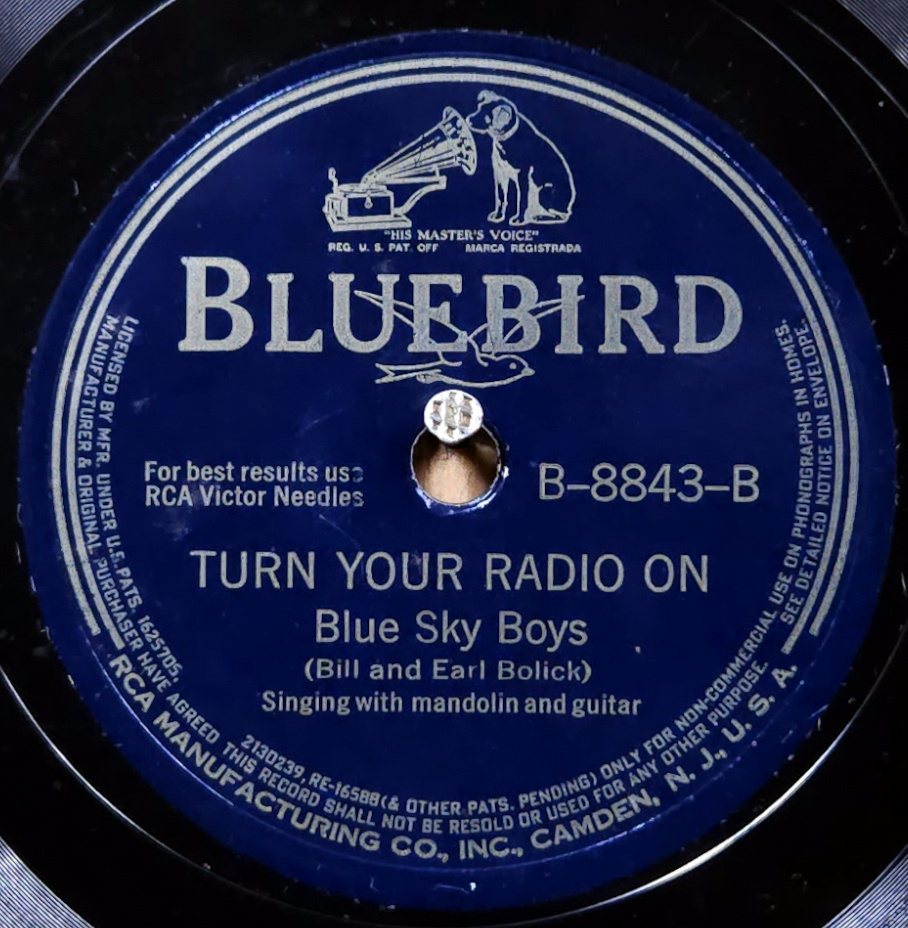 "HIS MASTER'S VOICE"
REG. U. S. PAT. OFF MARCA REGISTRADA
BLUEBIRD
For best results use
RCA Victor Needles
B-8843-B
TURN YOUR RADIO ON
Blue Sky Boys
(Bill and Earl Bolick)
Singing with mandolin and guitar
LICENSED BY MFR. UNDER U.S. PATS. 1625705, 2130239, RE-16588 (& OTHER PATS. PENDING) ONLY FOR NON-COMMERCIAL USE ON PHONOGRAPHS IN HOMES.
MANUFACTURER & ORIGINAL PURCHASER HAVE AGREED THIS RECORD SHALL NOT BE RESOLD OR USED FOR ANY OTHER PURPOSE. SEE DETAILED NOTICE ON ENVELOPE.
RCA MANUFACTURING CO., INC., CAMDEN, N. J., U. S. A.